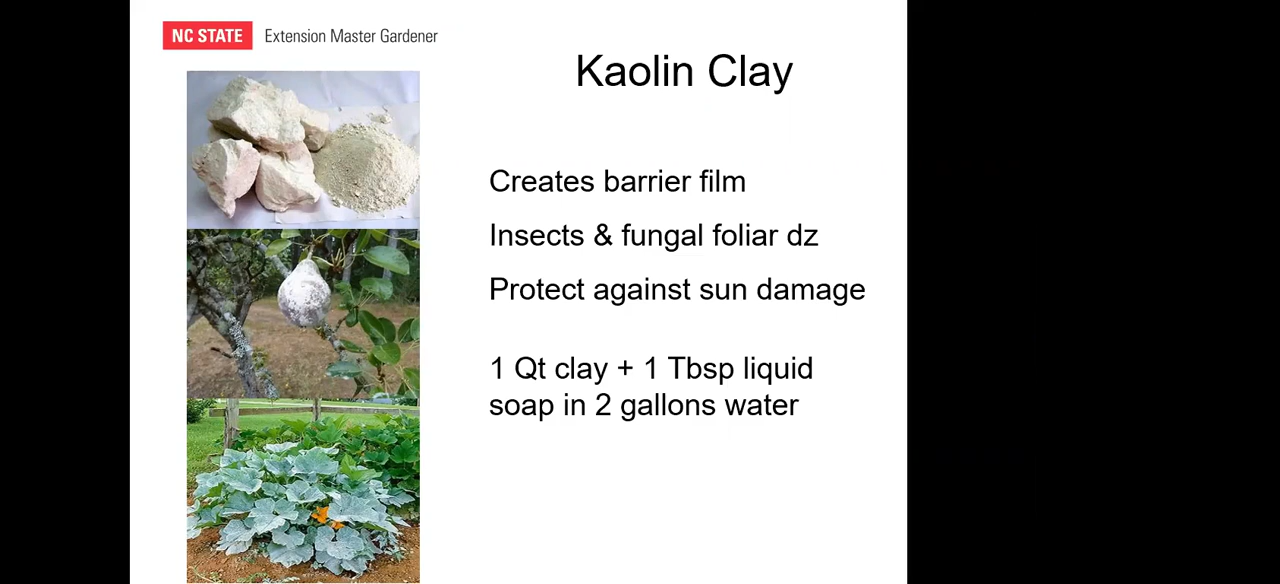 NC STATE Extension Master Gardener
Kaolin Clay
Creates barrier film
Insects & fungal foliar dz
Protect against sun damage
1 Qt clay + 1 Tbsp liquid
soap in 2 gallons water